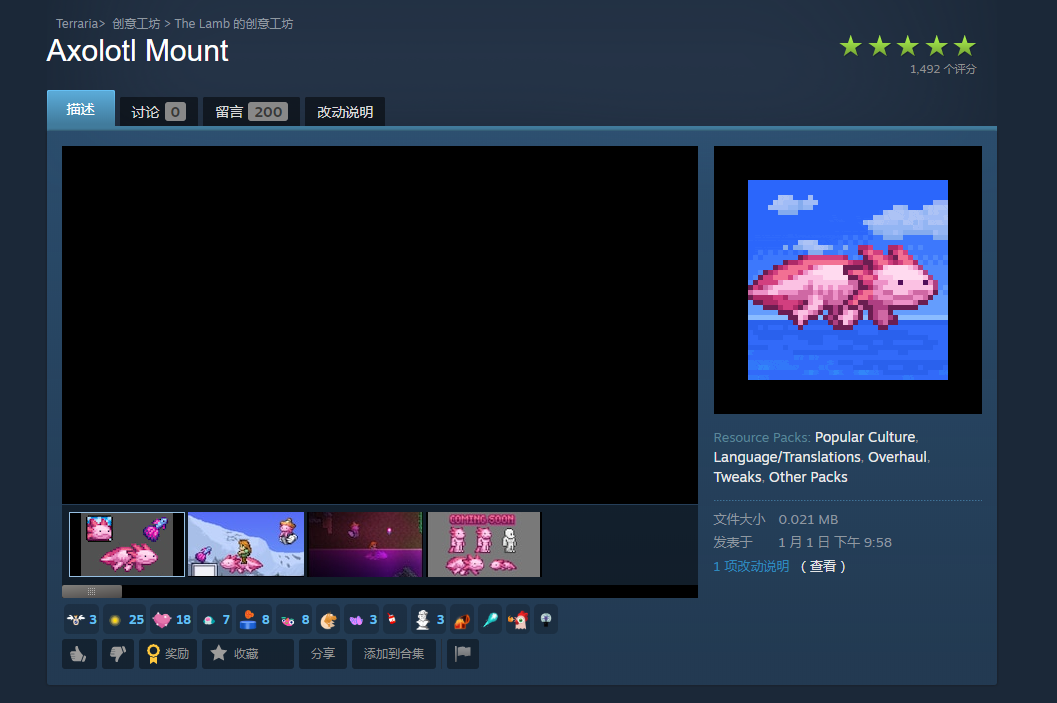 Terraria> 创意工坊 > The Lamb 的创意工坊
Axolotl Mount
1,492 个评分
描述 讨论 0 留言 200 改动说明
COMING SOON
Resource Packs: Popular Culture,
Language/Translations, Overhaul,
Tweaks, Other Packs
文件大小 0.021 MB
发表于 1 月 1 日 下午 9:58
1 项改动说明 ( 查看 )
3 25 18 7 8 8 3 3
奖励 收藏 分享 添加到合集